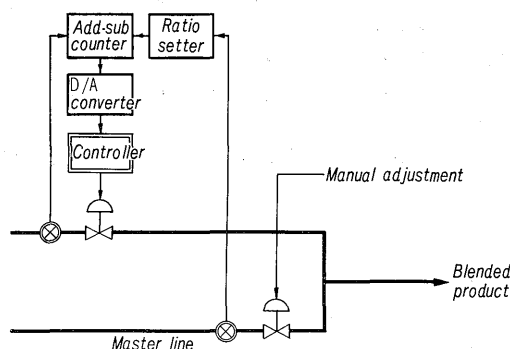 Add-sub
counter
Ratio
setter
D/A
converter
Controller
Manual adjustment
Blended
product
Master line